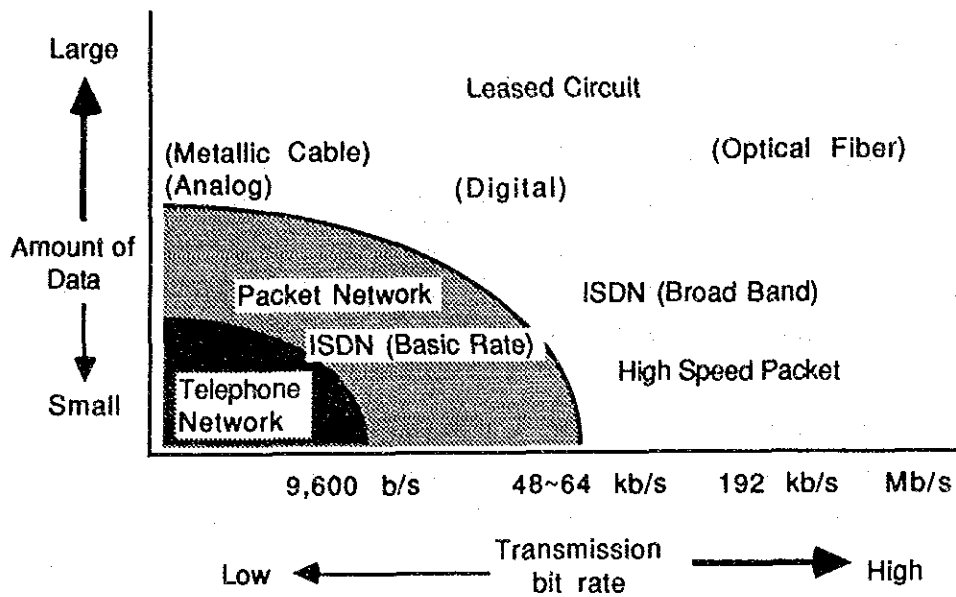 Large
Leased Circuit
(Metallic Cable)
(Optical Fiber)
(Analog)
(Digital)
Amount of
Data
Packet Network
ISDN (Broad Band)
ISDN (Basic Rate)
High Speed Packet
Small
Telephone
Network
9,600 b/s
48~64 kb/s
192 kb/s
Mb/s
Low
Transmission
bit rate
High